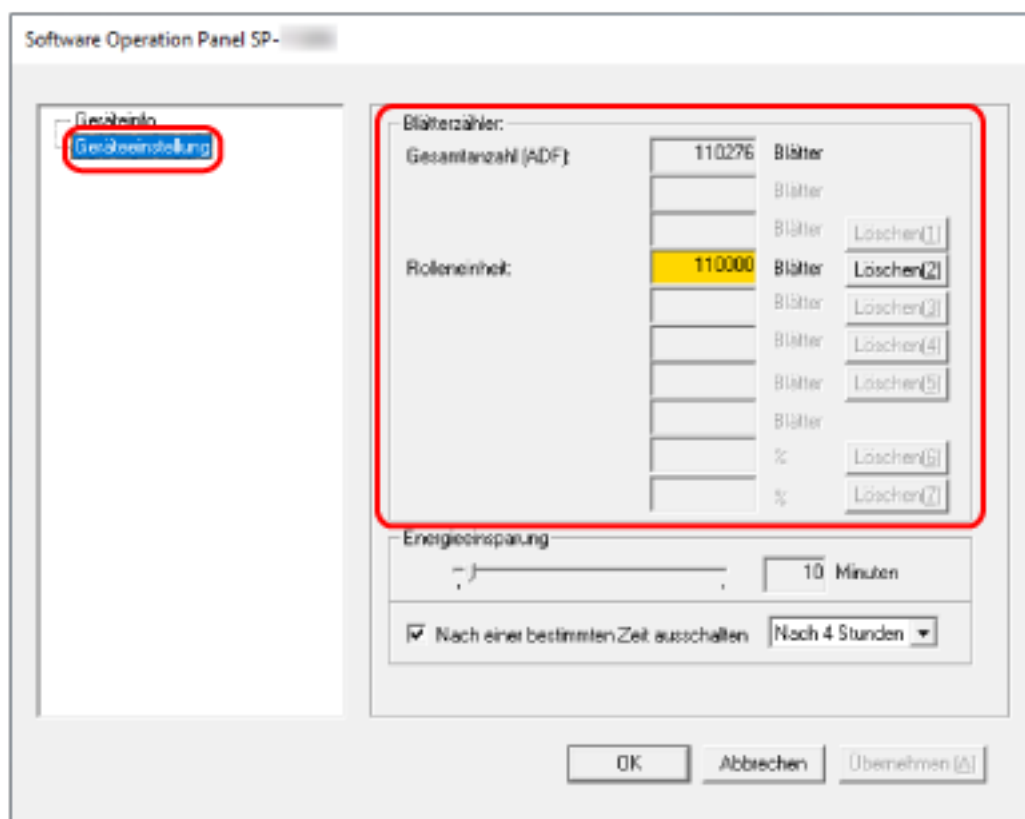 Software Operation Panel SP-
Geräteinfo
Geräteeinstellung
Blätterzähler:
Gesamtanzahl (ADF): 110276 Blätter
Blätter
Blätter Löschen(1)
Rolleneinheit: 110000 Blätter Löschen(2)
Blätter Löschen(3)
Blätter Löschen(4)
Blätter Löschen(5)
Blätter
% Löschen(6)
% Löschen(7)
Energieeinsparung
10 Minuten
Nach einer bestimmten Zeit ausschalten Nach 4 Stunden
OK Abbrechen Übernehmen (A)